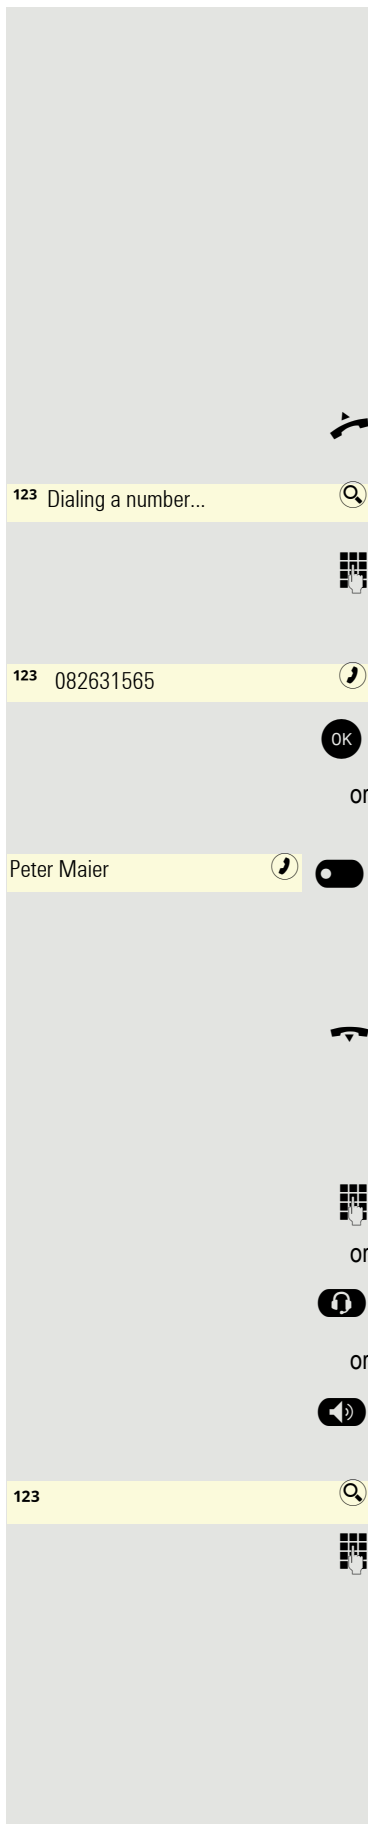 123 Dialing a number...
123 082631565
OK
or
Peter Maier
or
or
123